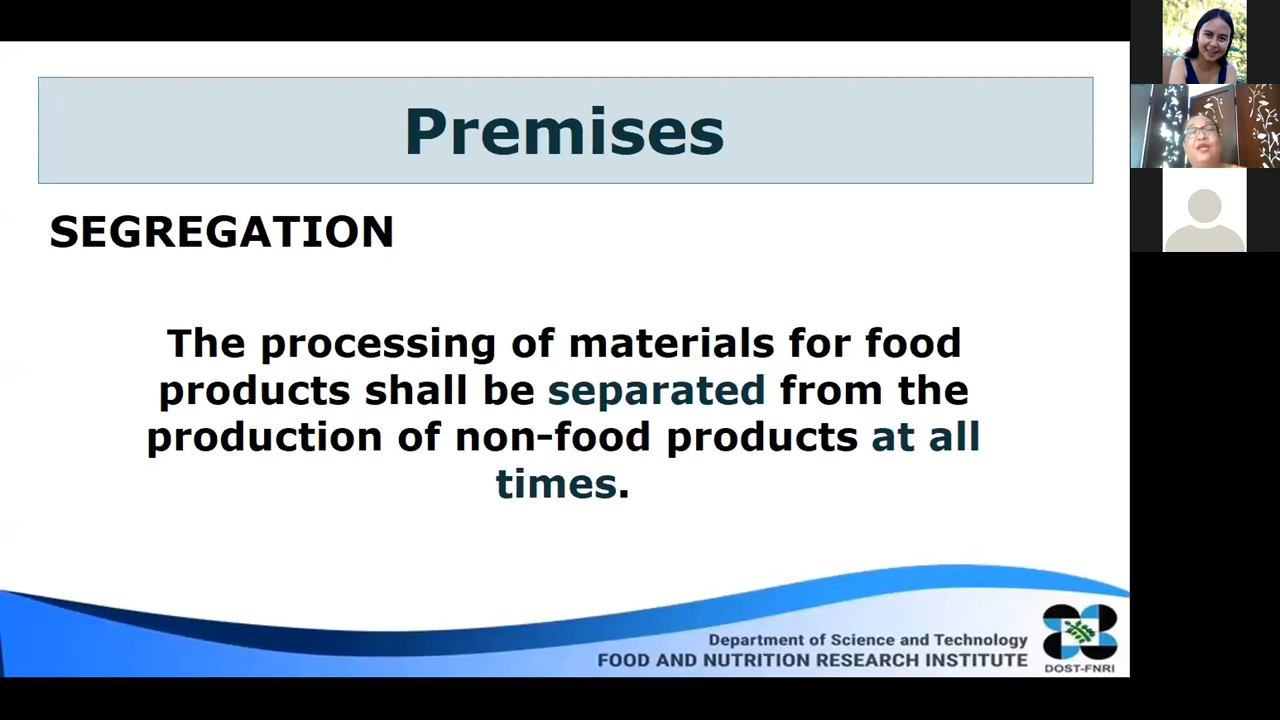 Premises
SEGREGATION
The processing of materials for food
products shall be separated from the
production of non-food products at all
times.
Department of Science and Technology
FOOD AND NUTRITION RESEARCH INSTITUTE
DOST-FNRI